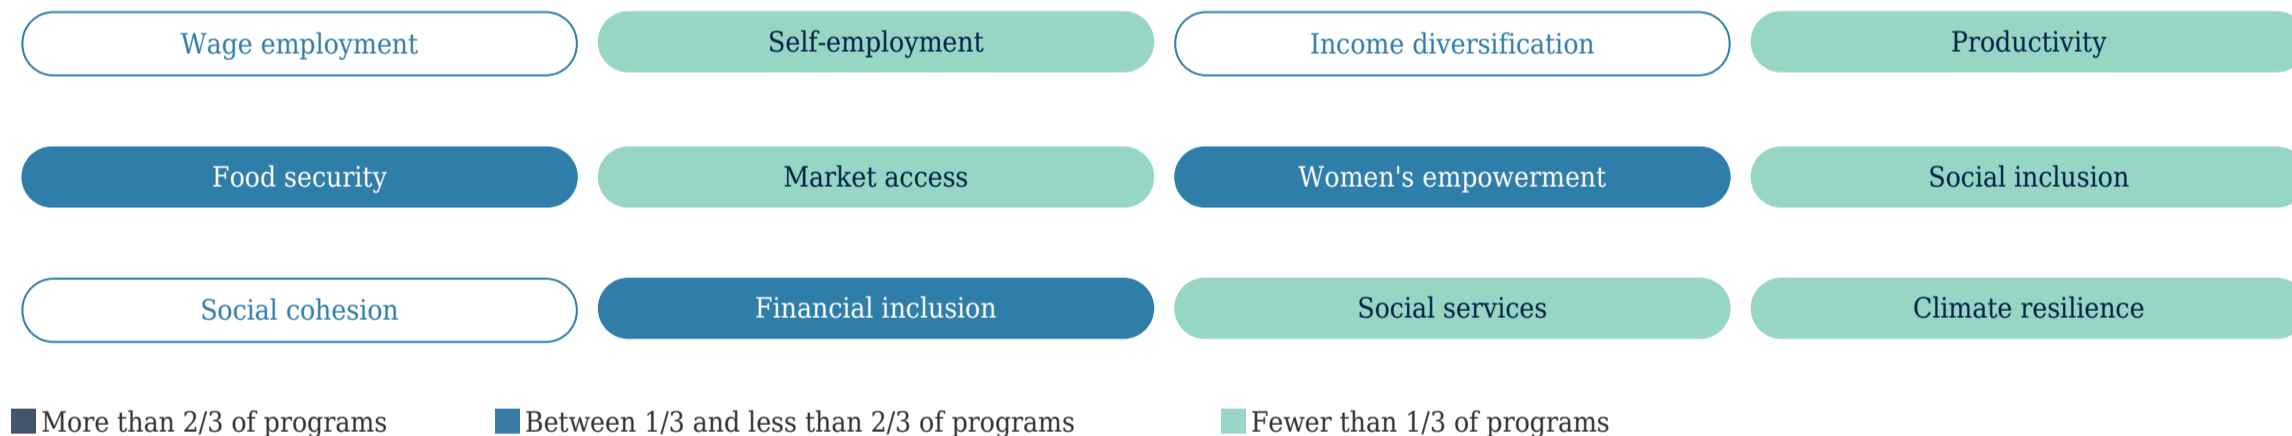 Wage employment
Self-employment
Income diversification
Productivity
Food security
Market access
Women's empowerment
Social inclusion
Social cohesion
Financial inclusion
Social services
Climate resilience
More than 2/3 of programs
Between 1/3 and less than 2/3 of programs
Fewer than 1/3 of programs